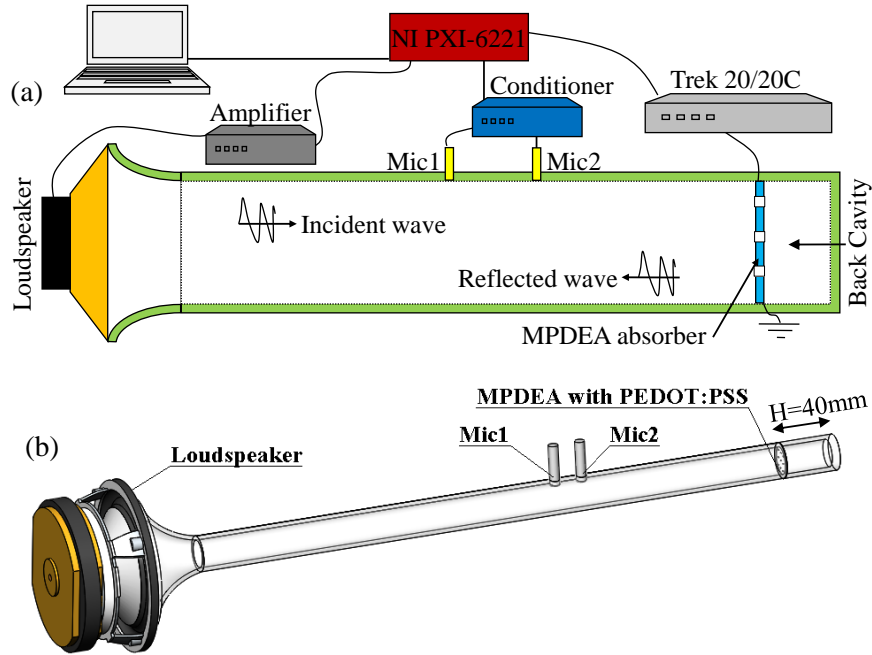 NI PXI-6221
(a)
Trek 20/20C
Conditioner
Amplifier
Mic1
Mic2
Loudspeaker
Incident wave
Reflected wave
Back Cavity
MPDEA absorber
(b)
MPDEA with PEDOT:PSS
H=40mm
Mic1
Mic2
Loudspeaker